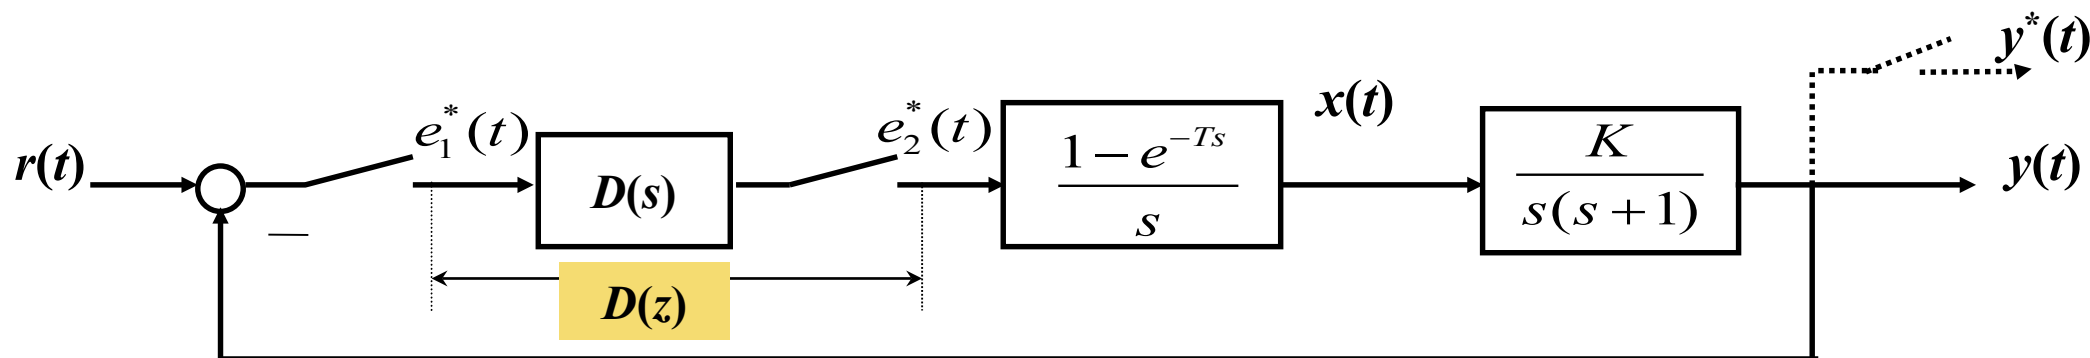 y*(t)
r(t)
e₁*(t)
D(s)
e₂*(t)
1 − e^{−Ts}
s
x(t)
K
s(s + 1)
y(t)
−
D(z)